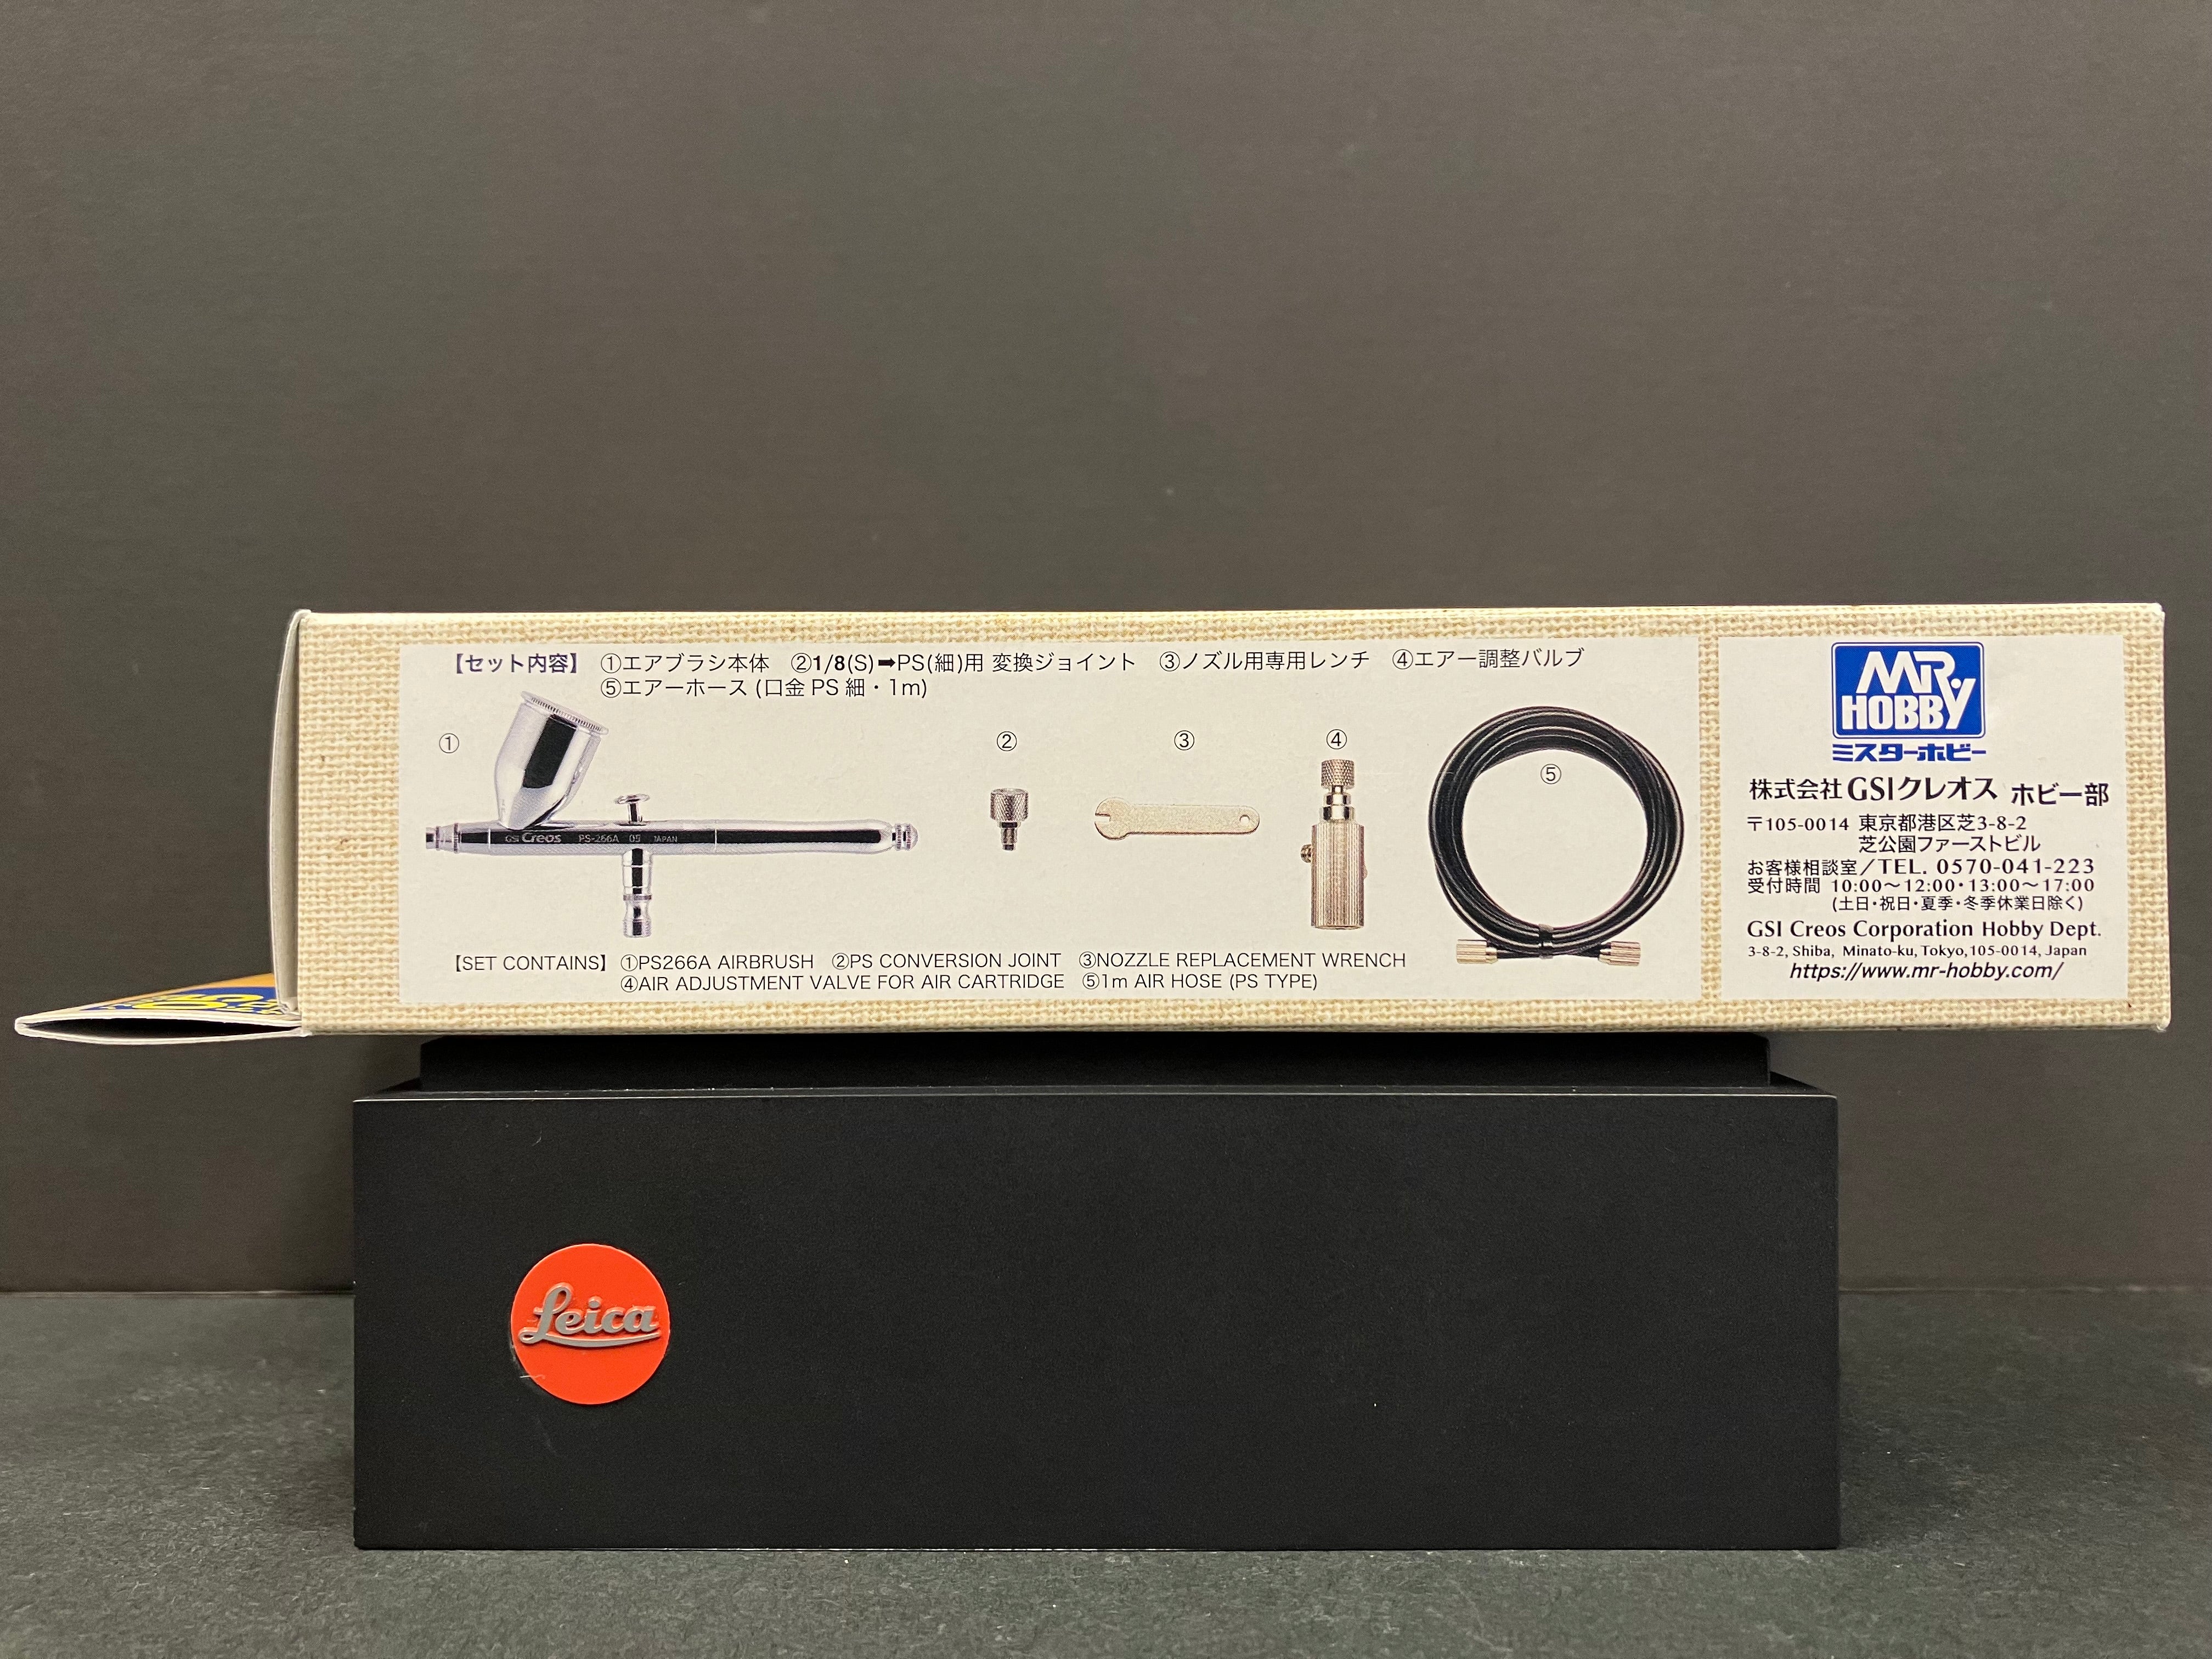 【セット内容】 ①エアブラシ本体 ②1/8(S)➡PS(細)用 変換ジョイント ③ノズル用専用レンチ ④エアー調整バルブ
⑤エアーホース (口金 PS 細・1m)
①
②
③
④
⑤
GSI Creos PS-266A 05 JAPAN
【SET CONTAINS】 ①PS266A AIRBRUSH ②PS CONVERSION JOINT ③NOZZLE REPLACEMENT WRENCH
④AIR ADJUSTMENT VALVE FOR AIR CARTRIDGE ⑤1m AIR HOSE (PS TYPE)
MR.
HOBBY
ミスターホビー
株式会社 GSIクレオス ホビー部
〒105-0014 東京都港区芝3-8-2
芝公園ファーストビル
お客様相談室／TEL. 0570-041-223
受付時間 10:00～12:00・13:00～17:00
(土日・祝日・夏季・冬季休業日除く)
GSI Creos Corporation Hobby Dept.
3-8-2, Shiba, Minato-ku, Tokyo, 105-0014, Japan
https://www.mr-hobby.com/
Leica